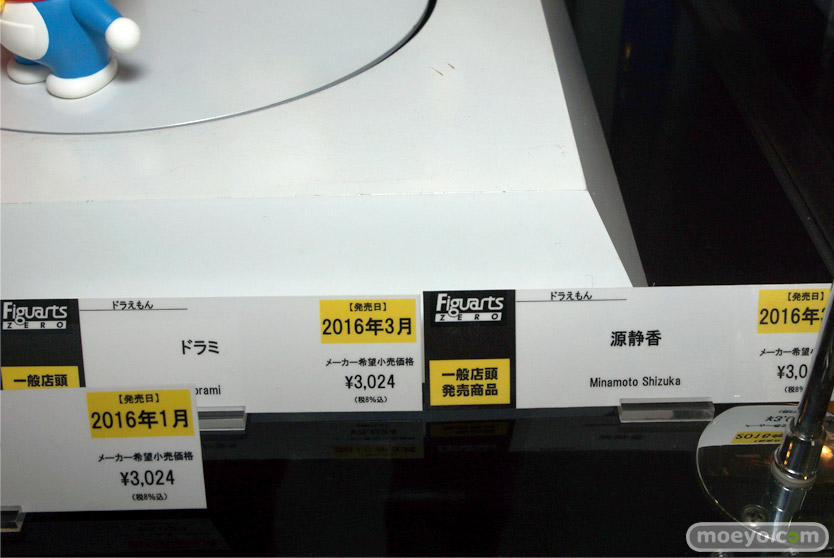 Figuarts
ZERO
ドラえもん
【発売日】
2016年3月
ドラミ
メーカー希望小売価格
¥3,024
(税8%込)
一般店頭
orami
【発売日】
2016年1月
メーカー希望小売価格
¥3,024
(税8%込)
Figuarts
ZERO
ドラえもん
【発売日】
2016年
源静香
メーカー希望小
¥3,0
(税8%
一般店頭
発売商品
Minamoto Shizuka
moeyo.com